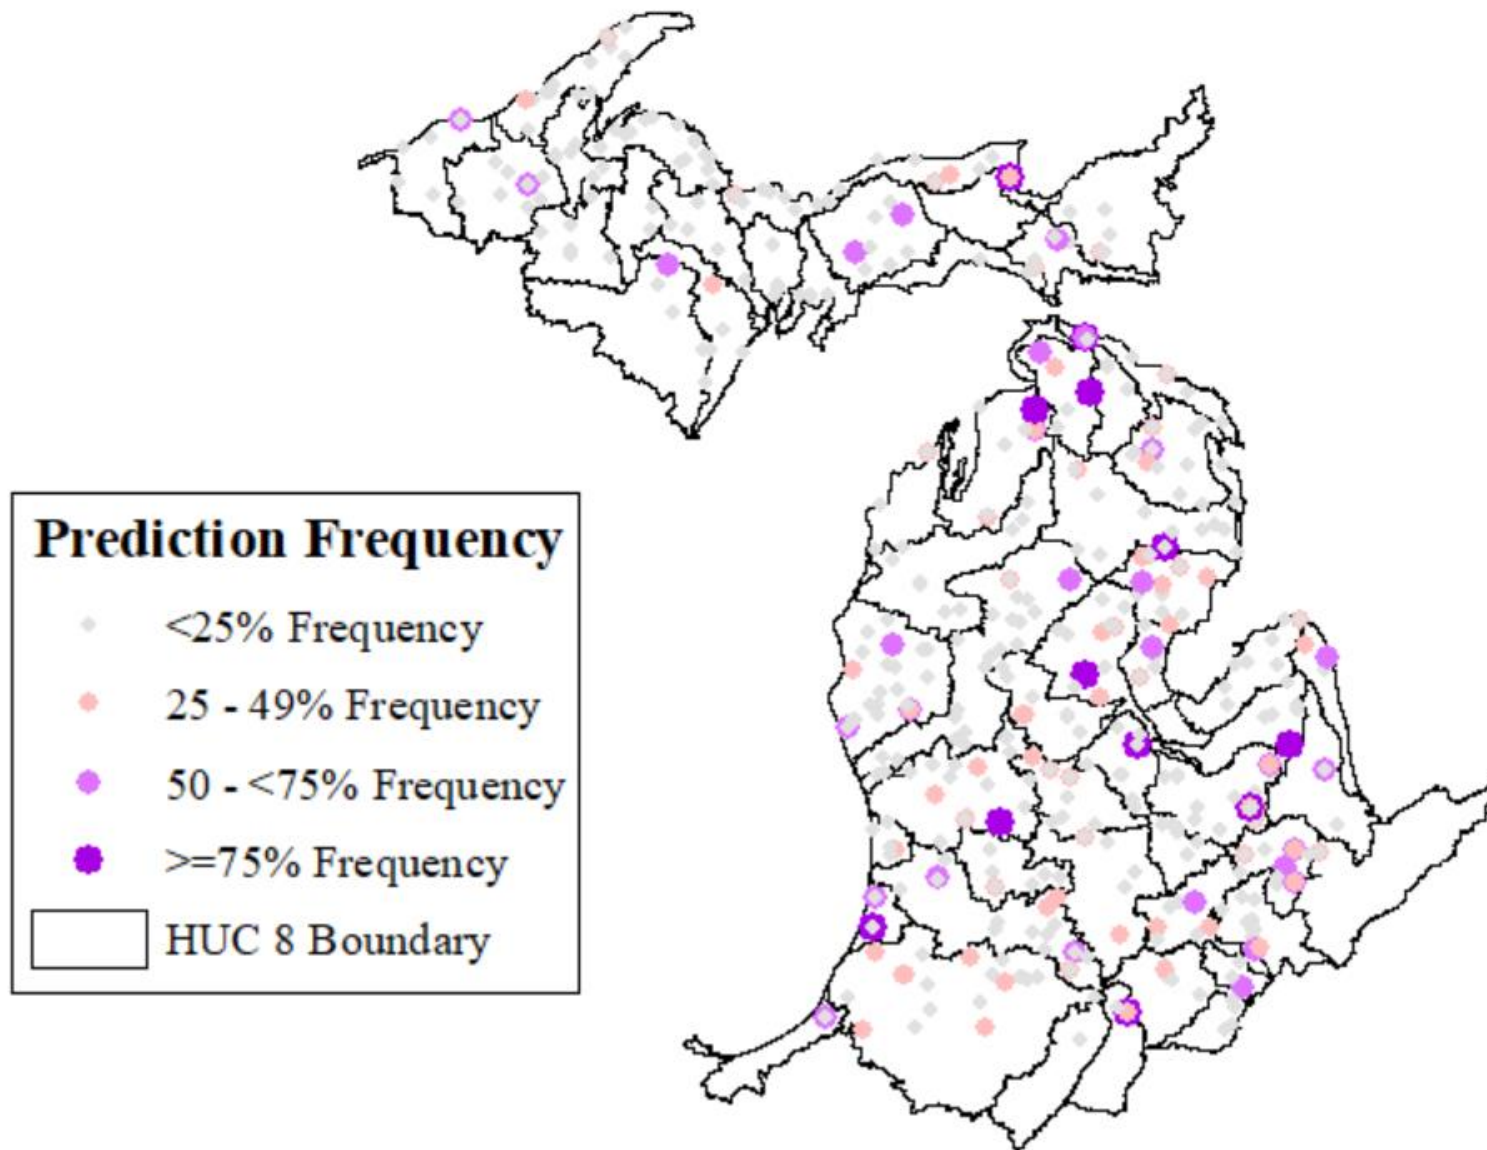 Prediction Frequency
<25% Frequency
25 - 49% Frequency
50 - <75% Frequency
>=75% Frequency
HUC 8 Boundary